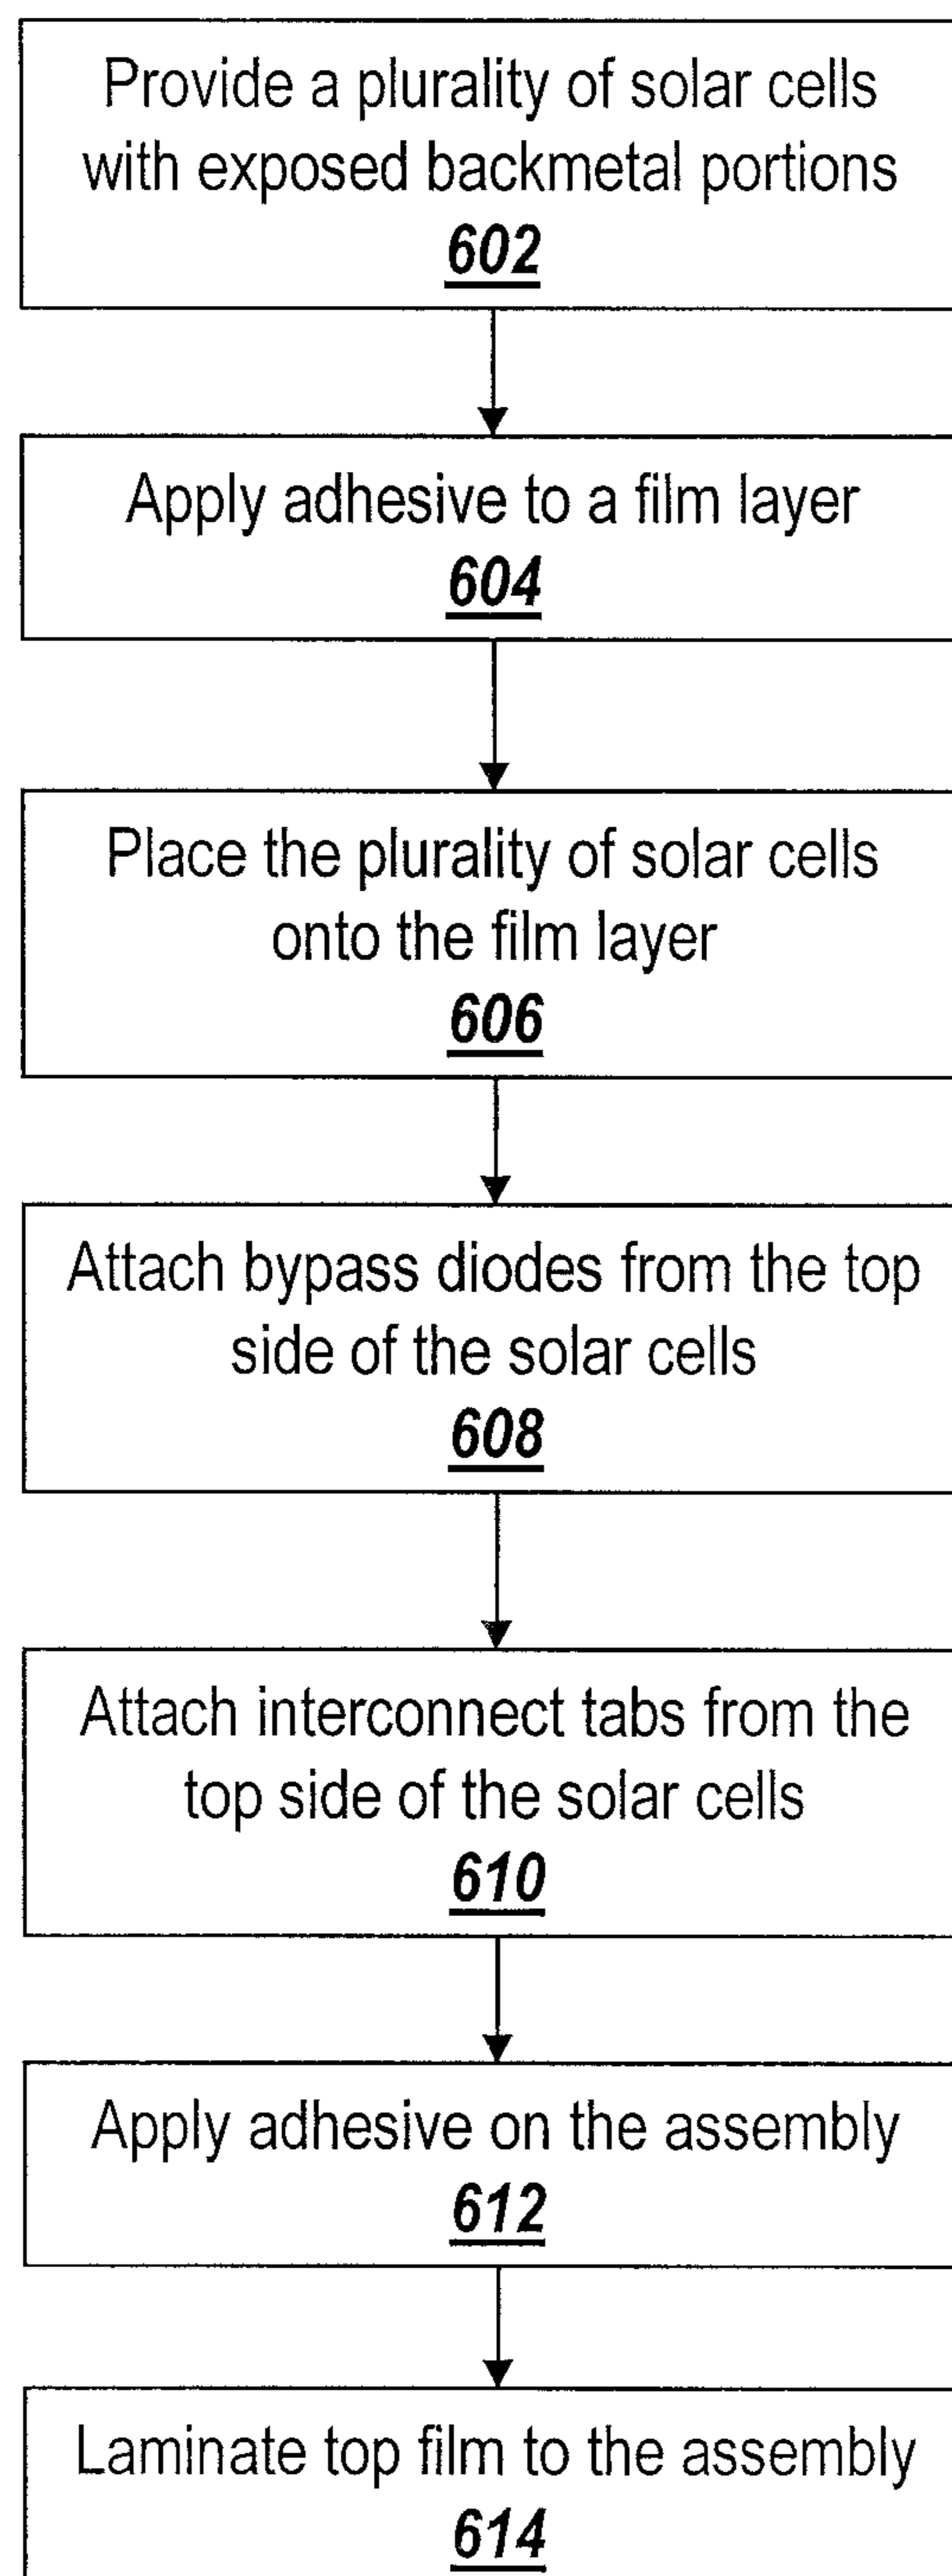 Provide a plurality of solar cells
with exposed backmetal portions
602
Apply adhesive to a film layer
604
Place the plurality of solar cells
onto the film layer
606
Attach bypass diodes from the top
side of the solar cells
608
Attach interconnect tabs from the
top side of the solar cells
610
Apply adhesive on the assembly
612
Laminate top film to the assembly
614